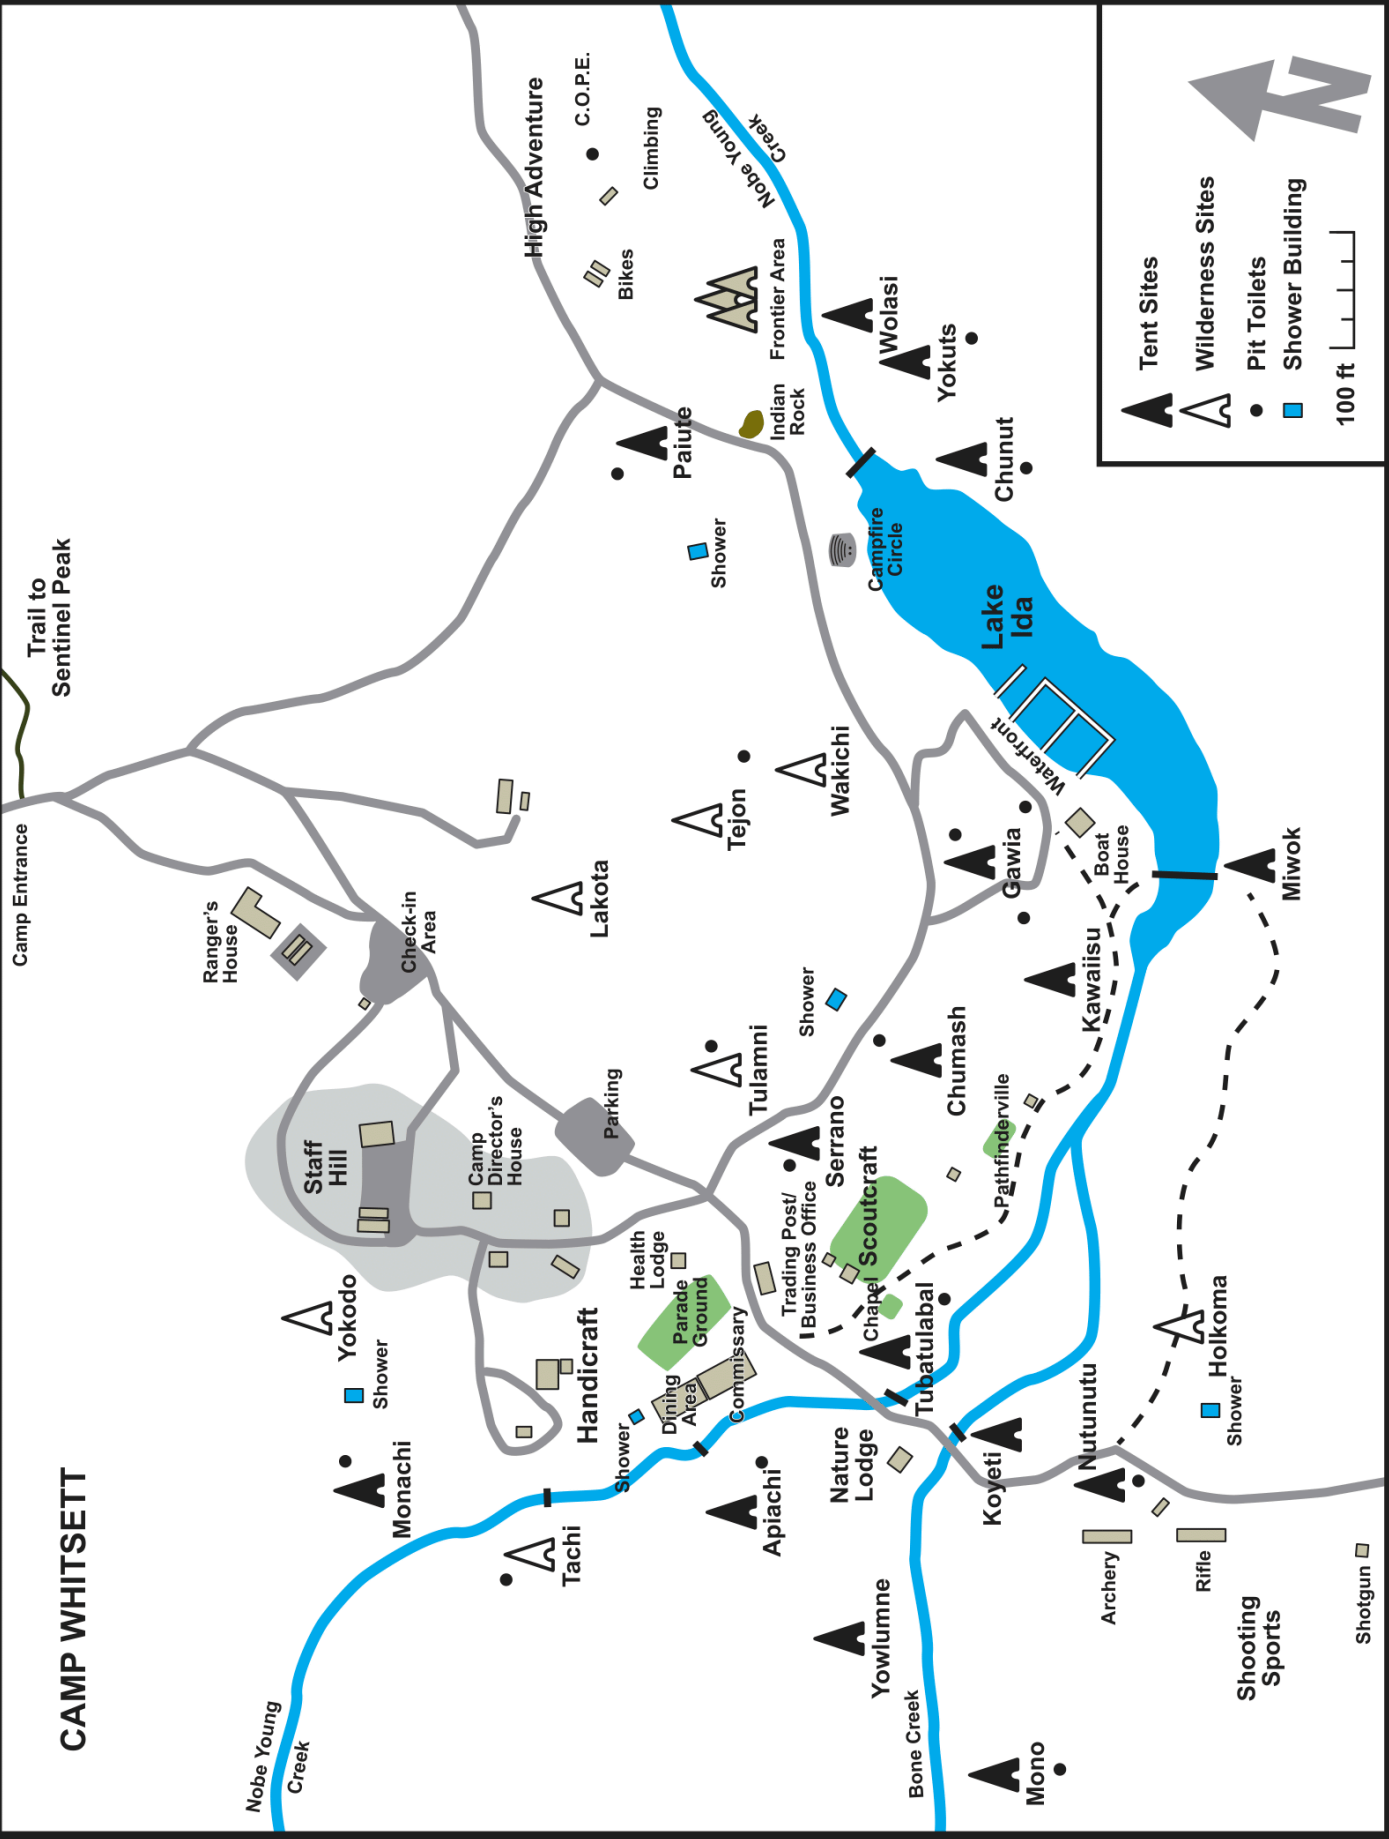 CAMP WHITSETT
Camp Entrance
Trail to
Sentinel Peak
Ranger's
House
Check-in
Area
Staff
Hill
Camp
Director's
House
Parking
Yokodo
Shower
Monachi
Nobe Young
Creek
Tachi
Handicraft
Health
Lodge
Parade
Ground
Shower
Dining
Area
Commissary
Apiachi
Trading Post/
Business Office
Chapel
Scoutcraft
Serrano
Tulamni
Lakota
Tejon
Wakichi
Shower
Chumash
Pathfinderville
Tubatulabal
Nature
Lodge
Yowlumne
Bone Creek
Mono
Koyeti
Nutunutu
Archery
Rifle
Shooting
Sports
Shotgun
Holkoma
Shower
Miwok
Kawaiisu
Gawia
Boat
House
Waterfront
Lake
Ida
Campfire
Circle
Shower
Paiute
Indian
Rock
Frontier Area
High Adventure
C.O.P.E.
Climbing
Bikes
Nobe Young
Creek
Wolasi
Yokuts
Chunut
Tent Sites
Wilderness Sites
Pit Toilets
Shower Building
100 ft
N